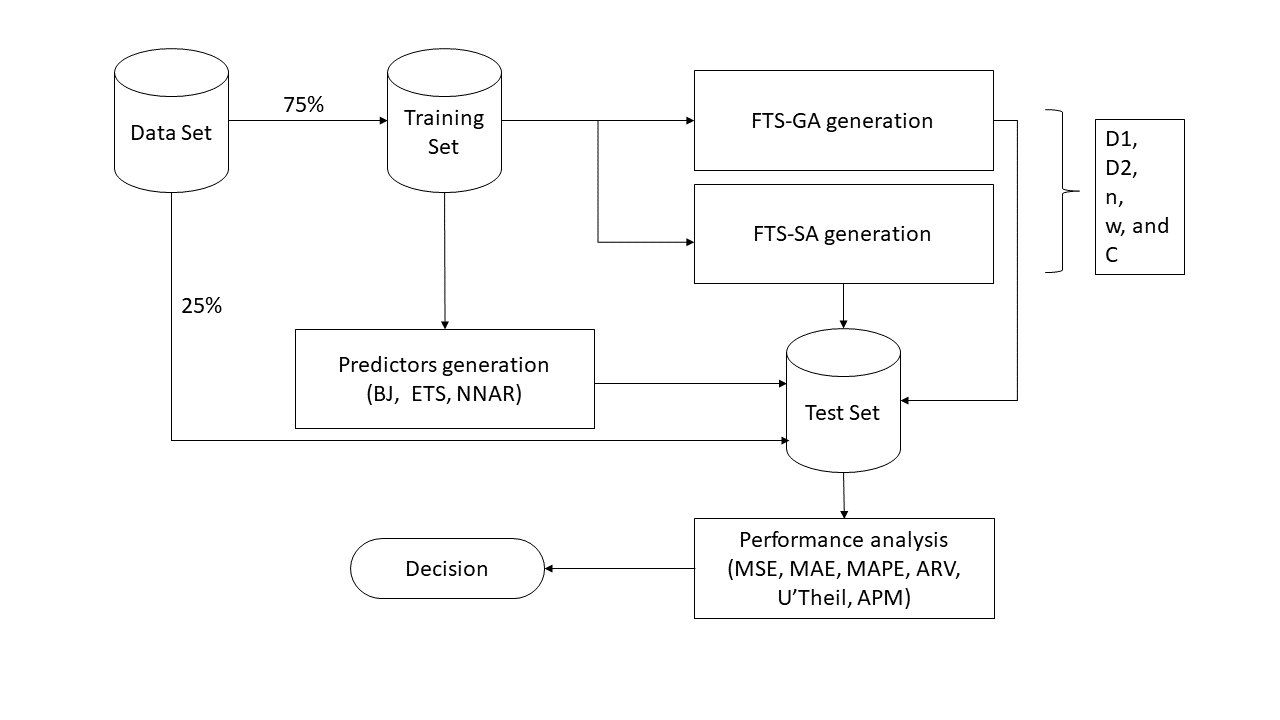 Data Set
75%
Training
Set
FTS-GA generation
D1,
D2,
n,
w, and
C
FTS-SA generation
25%
Predictors generation
(BJ,  ETS, NNAR)
Test Set
Performance analysis
(MSE, MAE, MAPE, ARV,
U’Theil, APM)
Decision